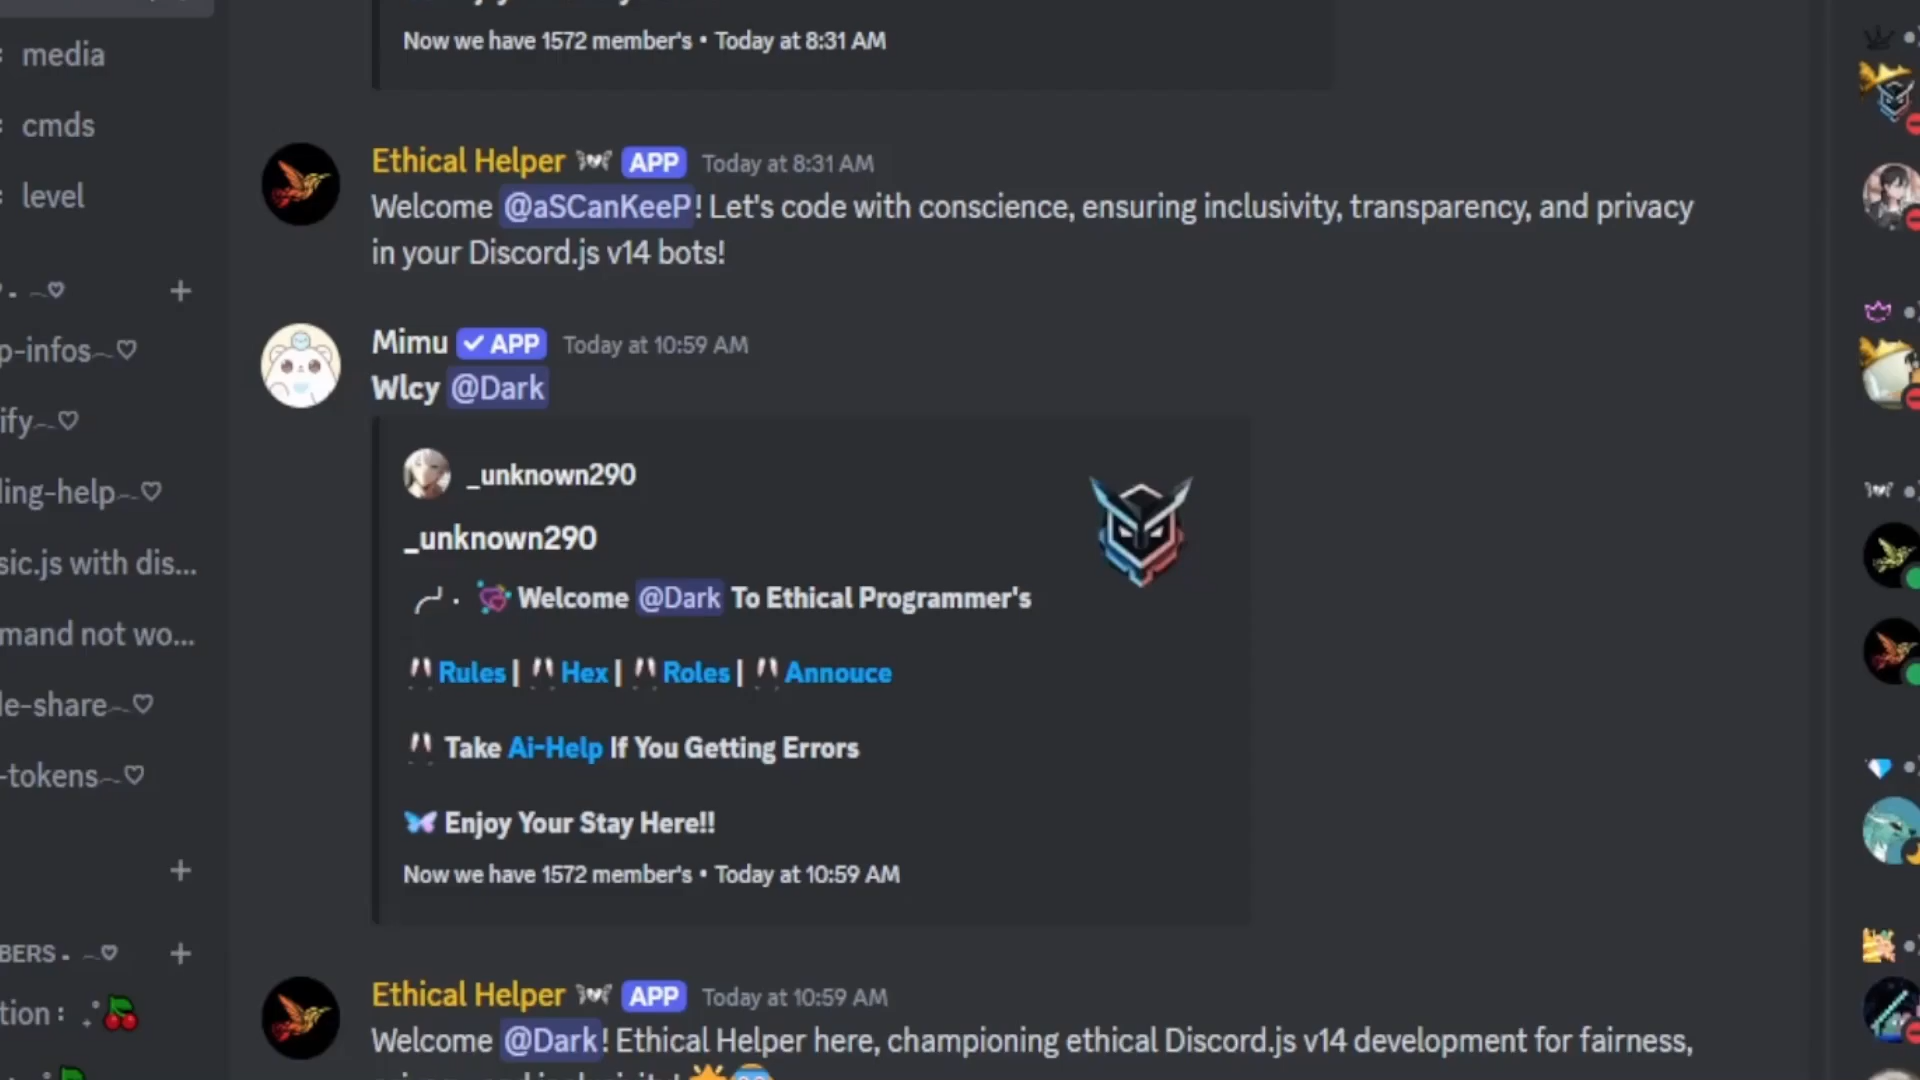 media
cmds
level
p-infos
ify
ling-help
sic.js with dis...
mand not wo...
le-share
-tokens
BERS
tion :
Now we have 1572 member's • Today at 8:31 AM
Ethical Helper APP Today at 8:31 AM
Welcome @aSCanKeeP! Let's code with conscience, ensuring inclusivity, transparency, and privacy
in your Discord.js v14 bots!
Mimu ✓ APP Today at 10:59 AM
Wlcy @Dark
_unknown290
_unknown290
Welcome @Dark To Ethical Programmer's
Rules | Hex | Roles | Annouce
Take Ai-Help If You Getting Errors
Enjoy Your Stay Here!!
Now we have 1572 member's • Today at 10:59 AM
Ethical Helper APP Today at 10:59 AM
Welcome @Dark! Ethical Helper here, championing ethical Discord.js v14 development for fairness,